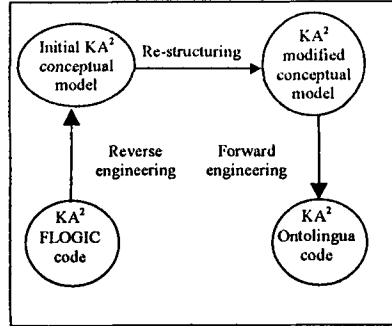 Initial KA²
conceptual
model
Re-structuring
KA²
modified
conceptual
model
Reverse
engineering
Forward
engineering
KA²
FLOGIC
code
KA²
Ontolingua
code